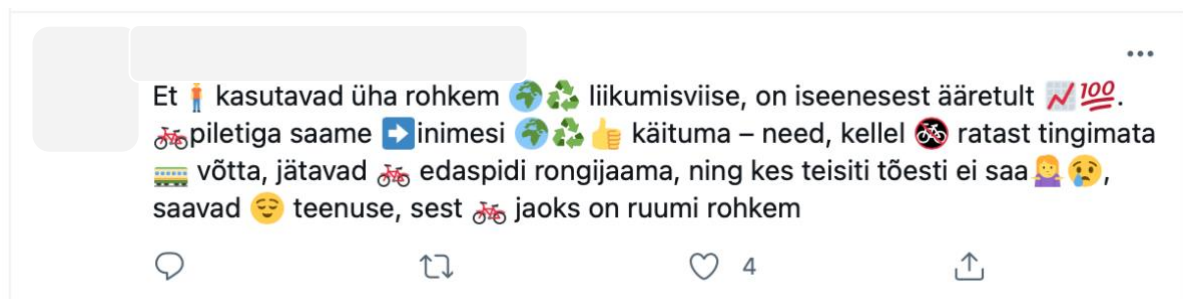 Et 🧍 kasutavad üha rohkem 🌍♻️ liikumisviise, on iseenesest ääretult 📈💯.
🚲piletiga saame ➡️inimesi 🌍♻️👍 käituma – need, kellel 🚳 ratast tingimata
🚃 võtta, jätavad 🚲 edaspidi rongijaama, ning kes teisiti tõesti ei saa🤷‍♀️😢,
saavad 😌 teenuse, sest 🚲 jaoks on ruumi rohkem
4